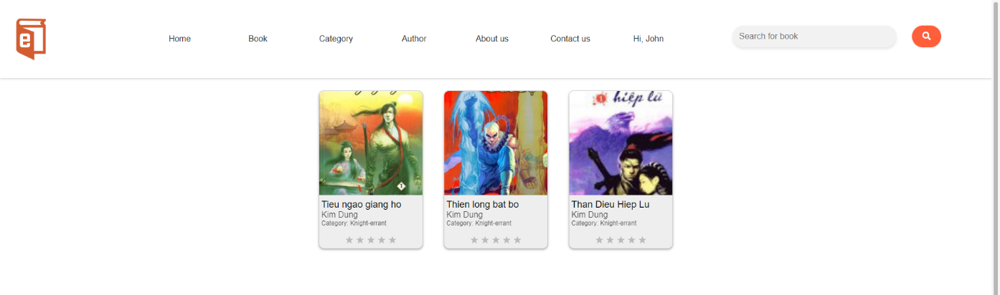 e
Home Book Category Author About us Contact us Hi, John Search for book
1
1 hiệp lữ
Tieu ngao giang ho
Kim Dung
Category: Knight-errant
Thien long bat bo
Kim Dung
Category: Knight-errant
Than Dieu Hiep Lu
Kim Dung
Category: Knight-errant